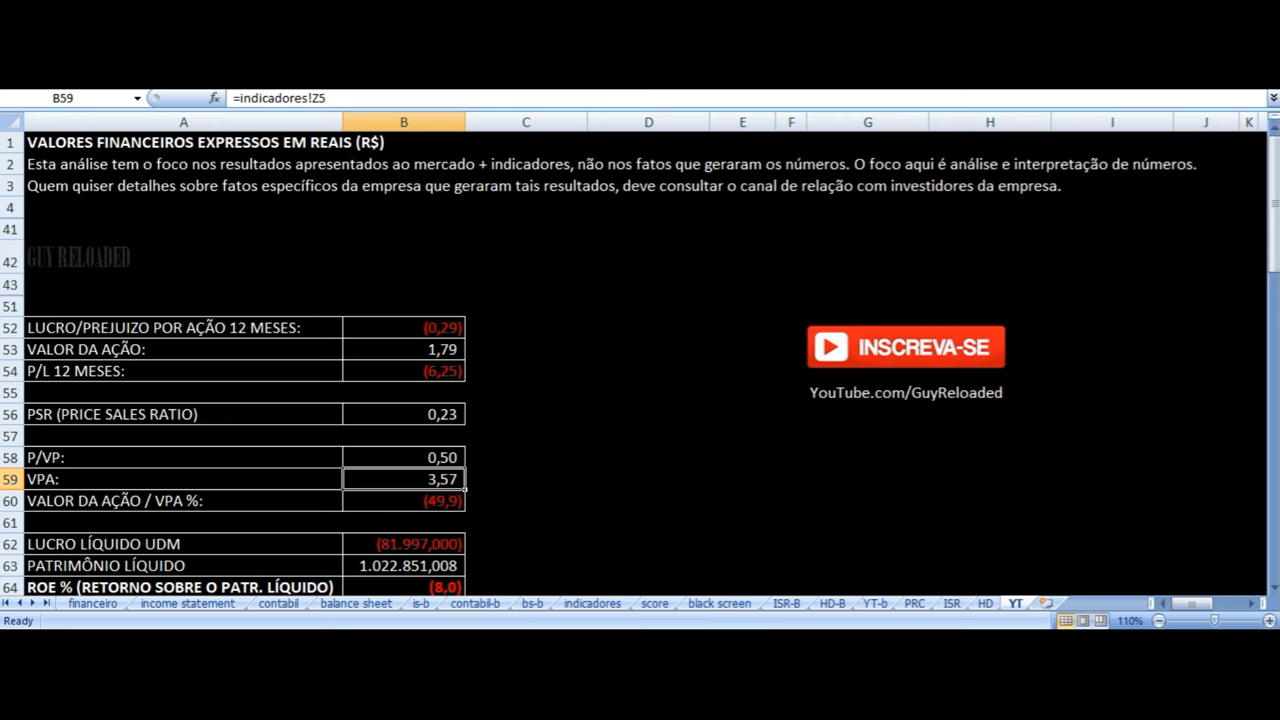 B59 fx =indicadores!Z5
A B C D E F G H I J K
1 VALORES FINANCEIROS EXPRESSOS EM REAIS (R$)
2 Esta análise tem o foco nos resultados apresentados ao mercado + indicadores, não nos fatos que geraram os números. O foco aqui é análise e interpretação de números.
3 Quem quiser detalhes sobre fatos específicos da empresa que geraram tais resultados, deve consultar o canal de relação com investidores da empresa.
4
41
42 GUY RELOADED
43
51
52 LUCRO/PREJUIZO POR AÇÃO 12 MESES: (0,29)
53 VALOR DA AÇÃO: 1,79
INSCREVA-SE
54 P/L 12 MESES: (6,25)
55
YouTube.com/GuyReloaded
56 PSR (PRICE SALES RATIO) 0,23
57
58 P/VP: 0,50
59 VPA: 3,57
60 VALOR DA AÇÃO / VPA %: (49,9)
61
62 LUCRO LÍQUIDO UDM (81.997,000)
63 PATRIMÔNIO LÍQUIDO 1.022.851,008
64 ROE % (RETORNO SOBRE O PATR. LÍQUIDO) (8,0)
financeiro income statement contabil balance sheet is-b contabil-b bs-b indicadores score black screen ISR-B HD-B YT-b PRC ISR HD YT
Ready 110%